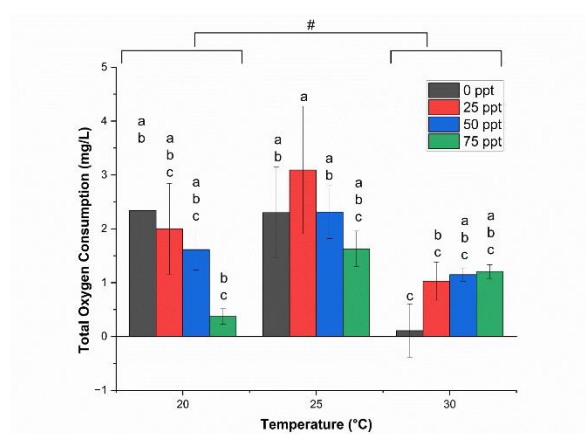 #
5
4
3
2
1
0
−1
Total Oxygen Consumption (mg/L)
0 ppt
25 ppt
50 ppt
75 ppt
a
b
a
b
c
a
b
c
b
c
a
b
a
a
b
a
b
c
c
b
c
a
b
c
a
b
c
20
25
30
Temperature (°C)